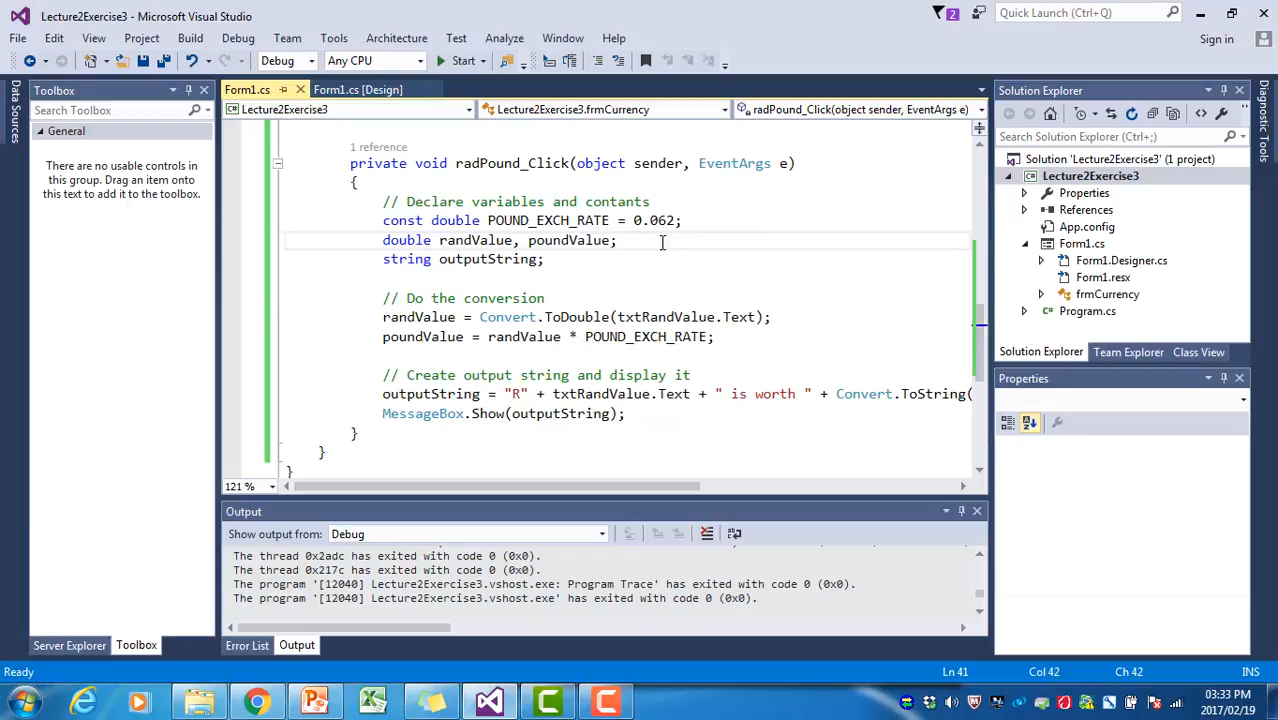 Lecture2Exercise3 - Microsoft Visual Studio
2
Quick Launch (Ctrl+Q)
File Edit View Project Build Debug Team Tools Architecture Test Analyze Window Help
Sign in
Debug Any CPU Start
Data Sources
Toolbox
Search Toolbox
General
There are no usable controls in
this group. Drag an item onto
this text to add it to the toolbox.
Form1.cs Form1.cs [Design]
Lecture2Exercise3 Lecture2Exercise3.frmCurrency radPound_Click(object sender, EventArgs e)
1 reference
private void radPound_Click(object sender, EventArgs e)
{
// Declare variables and contants
const double POUND_EXCH_RATE = 0.062;
double randValue, poundValue;
string outputString;
// Do the conversion
randValue = Convert.ToDouble(txtRandValue.Text);
poundValue = randValue * POUND_EXCH_RATE;
// Create output string and display it
outputString = "R" + txtRandValue.Text + " is worth " + Convert.ToString(
MessageBox.Show(outputString);
}
}
}
121 %
Output
Show output from: Debug
The thread 0x2adc has exited with code 0 (0x0).
The thread 0x217c has exited with code 0 (0x0).
The program '[12040] Lecture2Exercise3.vshost.exe: Program Trace' has exited with code 0 (0x0).
The program '[12040] Lecture2Exercise3.vshost.exe' has exited with code 0 (0x0).
Server Explorer Toolbox
Error List Output
Solution Explorer
Search Solution Explorer (Ctrl+;)
Solution 'Lecture2Exercise3' (1 project)
Lecture2Exercise3
Properties
References
App.config
Form1.cs
Form1.Designer.cs
Form1.resx
frmCurrency
Program.cs
Solution Explorer Team Explorer Class View
Properties
Diagnostic Tools
Ready Ln 41 Col 42 Ch 42 INS
03:33 PM
2017/02/19